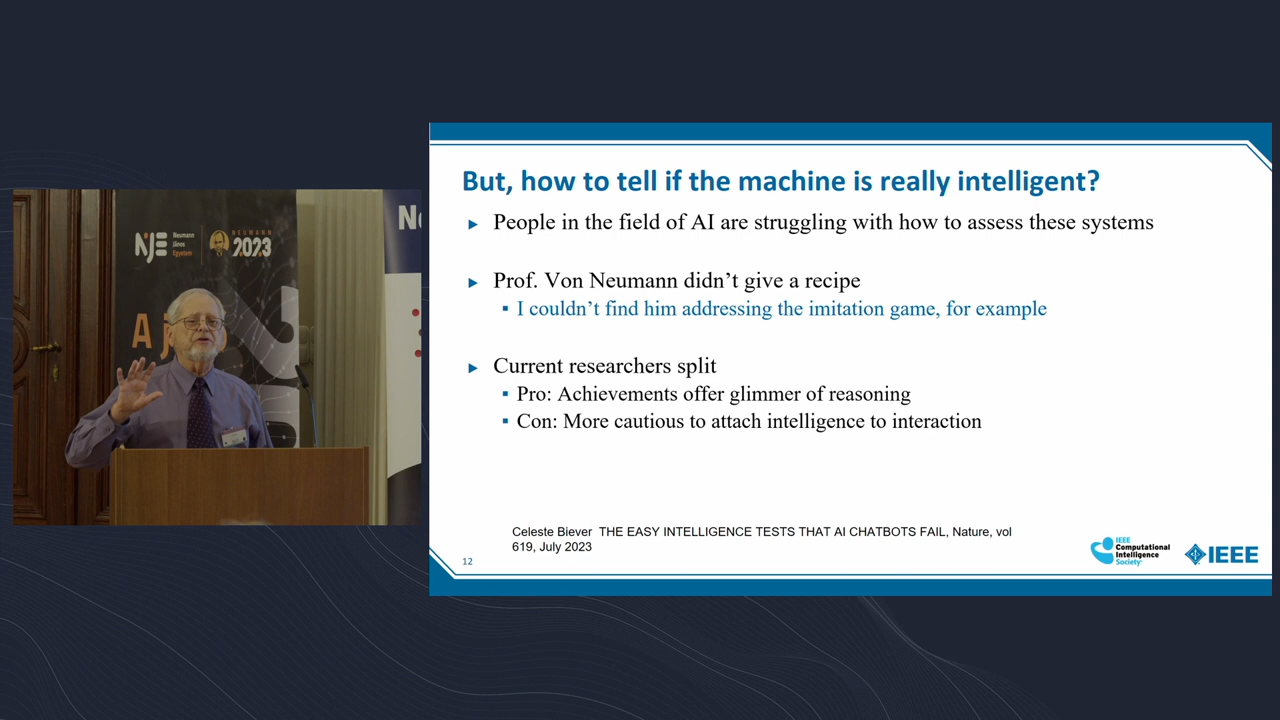 NJE
Neumann
János
Egyetem
NEUMANN
2023
A j
But, how to tell if the machine is really intelligent?
People in the field of AI are struggling with how to assess these systems
Prof. Von Neumann didn’t give a recipe
I couldn’t find him addressing the imitation game, for example
Current researchers split
Pro: Achievements offer glimmer of reasoning
Con: More cautious to attach intelligence to interaction
Celeste Biever THE EASY INTELLIGENCE TESTS THAT AI CHATBOTS FAIL, Nature, vol
619, July 2023
12
IEEE
Computational
Intelligence
Society
IEEE